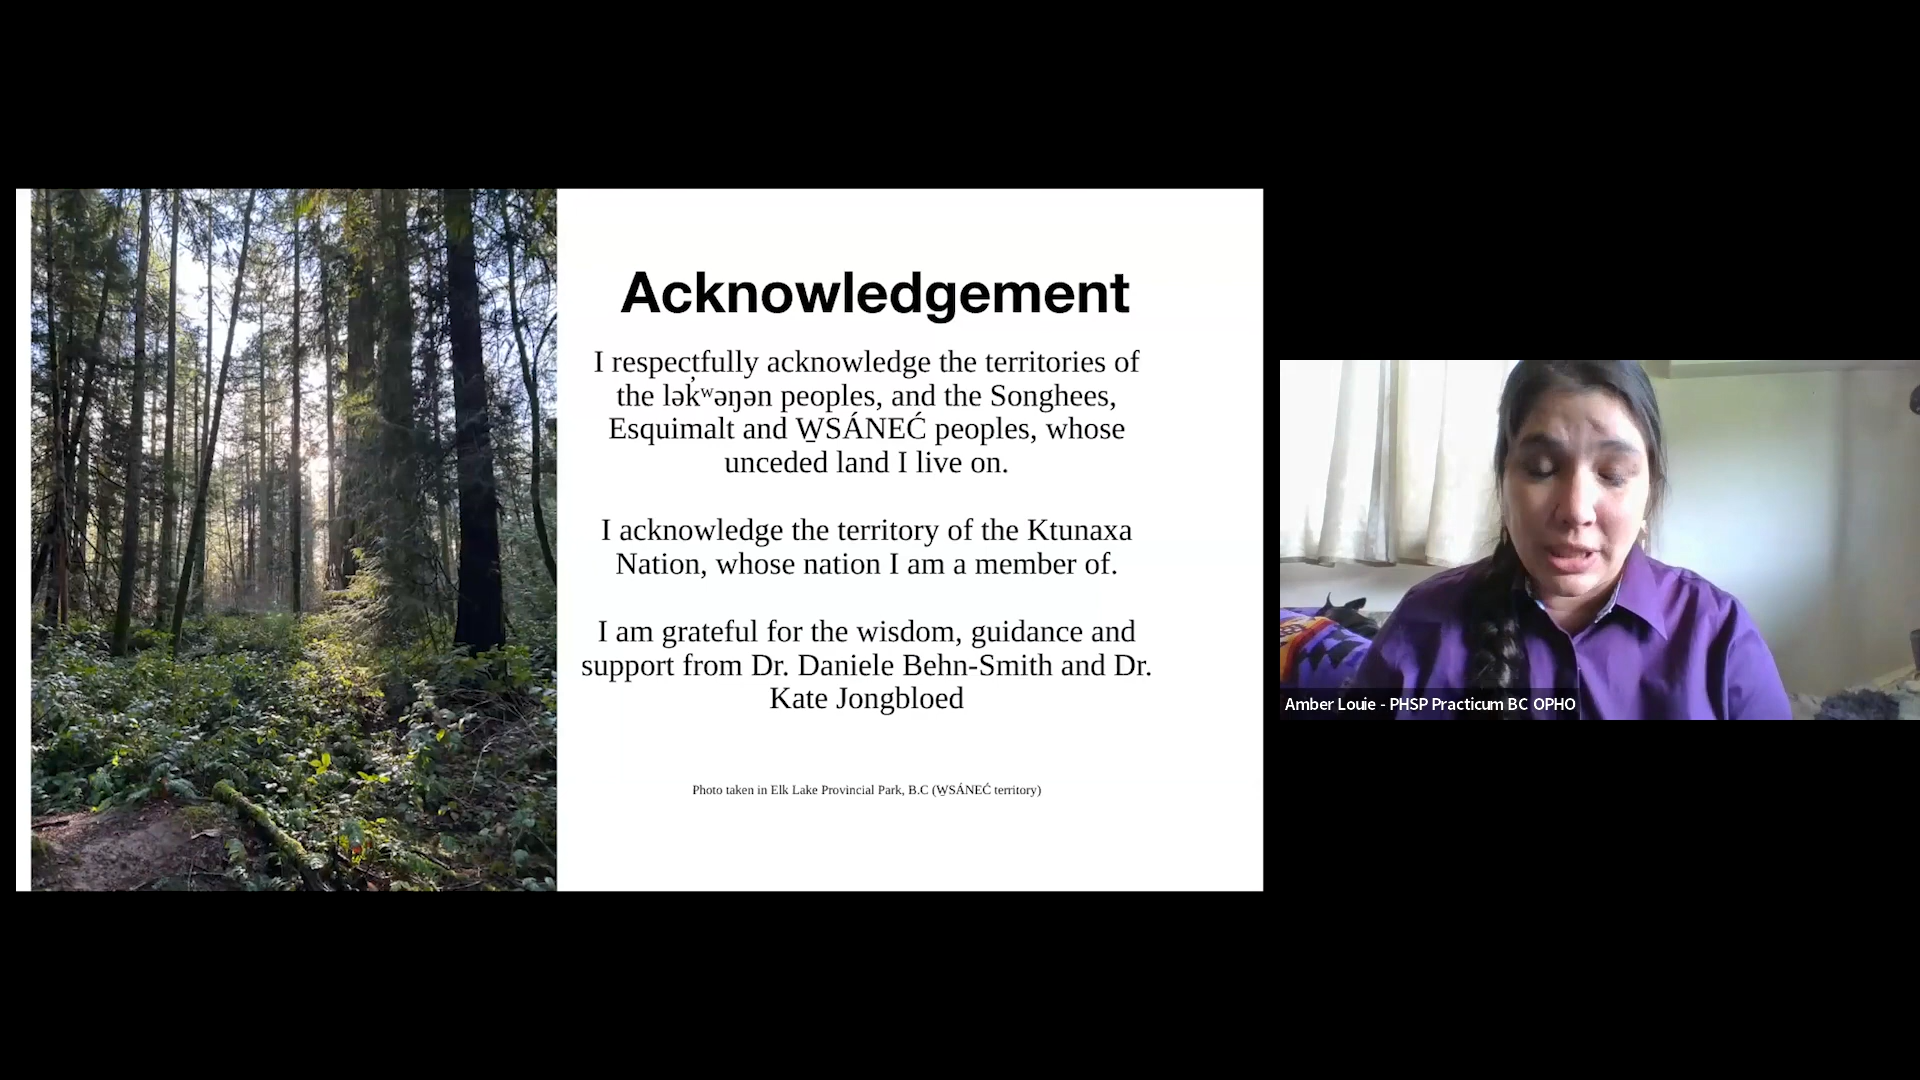 Acknowledgement
I respectfully acknowledge the territories of
the lək̓ʷəŋən peoples, and the Songhees,
Esquimalt and W̱SÁNEĆ peoples, whose
unceded land I live on.
I acknowledge the territory of the Ktunaxa
Nation, whose nation I am a member of.
I am grateful for the wisdom, guidance and
support from Dr. Daniele Behn-Smith and Dr.
Kate Jongbloed
Photo taken in Elk Lake Provincial Park, B.C (W̱SÁNEĆ territory)
Amber Louie - PHSP Practicum BC OPHO